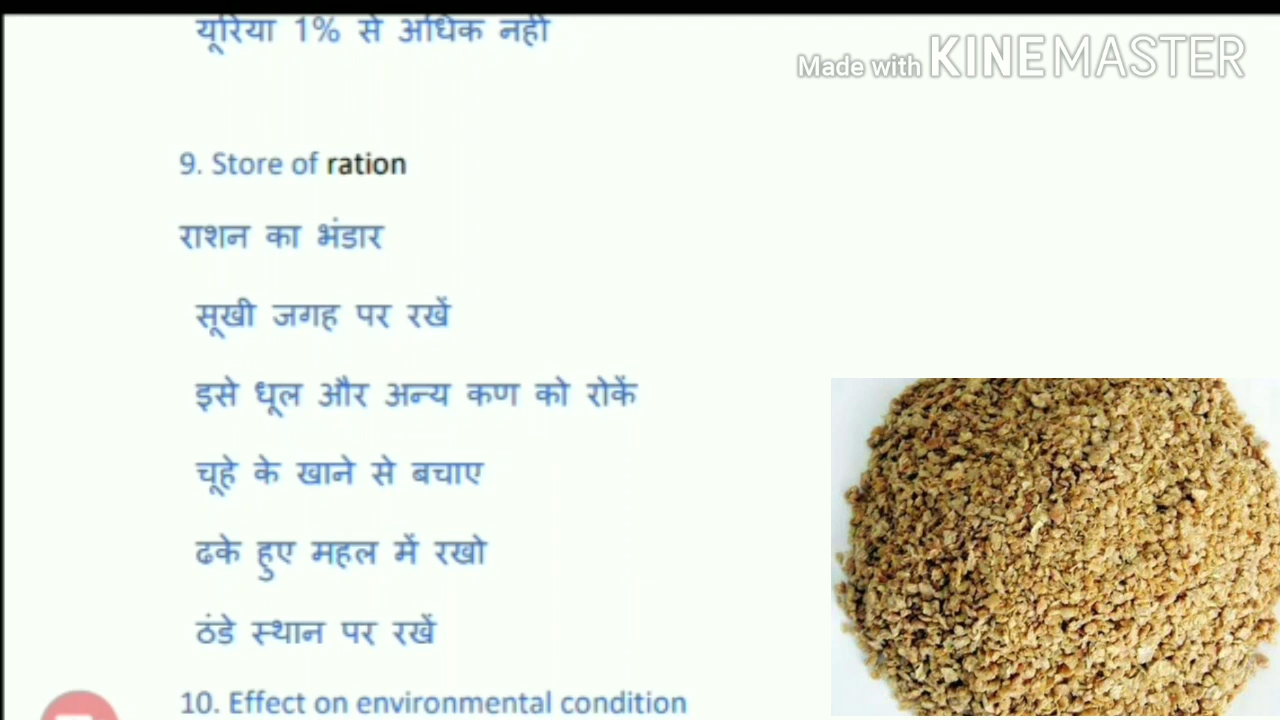 यूरिया 1% से अधिक नही
Made with KINEMASTER
9. Store of ration
राशन का भंडार
सूखी जगह पर रखें
इसे धूल और अन्य कण को रोकें
चूहे के खाने से बचाए
ढके हुए महल में रखो
ठंडे स्थान पर रखें
10. Effect on environmental condition